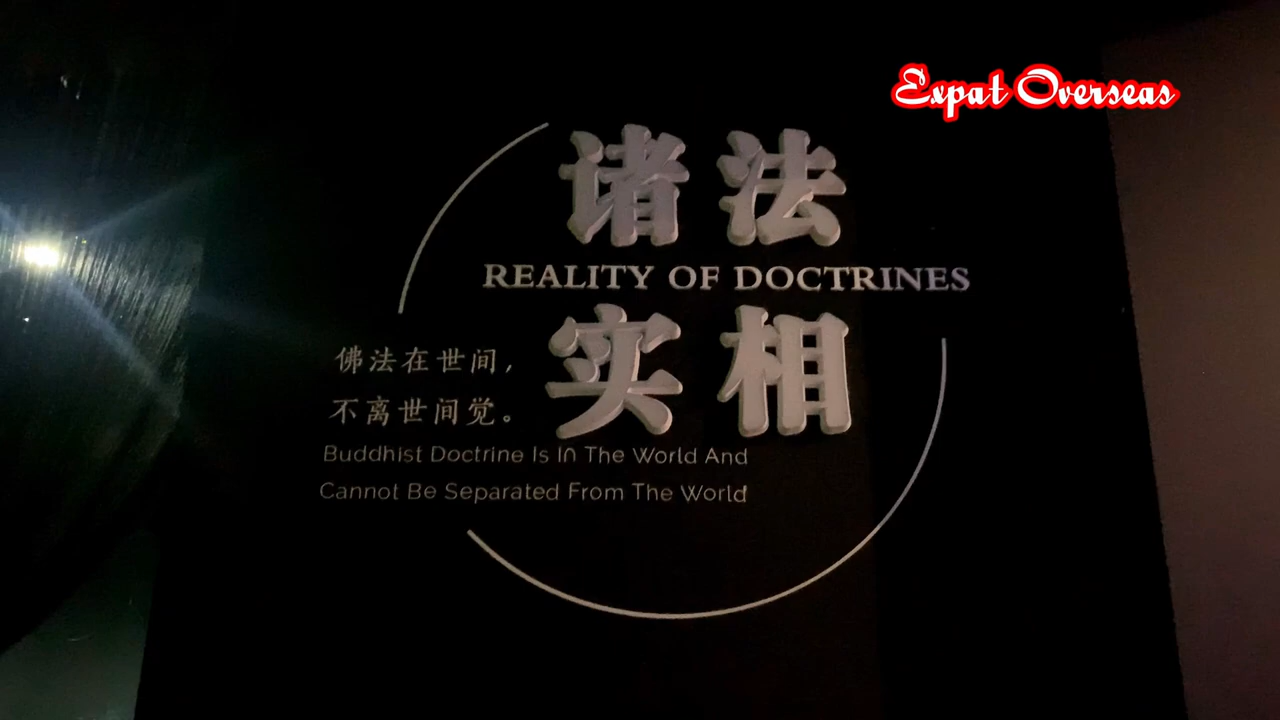 Expat Overseas
诸法
REALITY OF DOCTRINES
实相
佛法在世间,
不离世间觉。
Buddhist Doctrine Is In The World And
Cannot Be Separated From The World